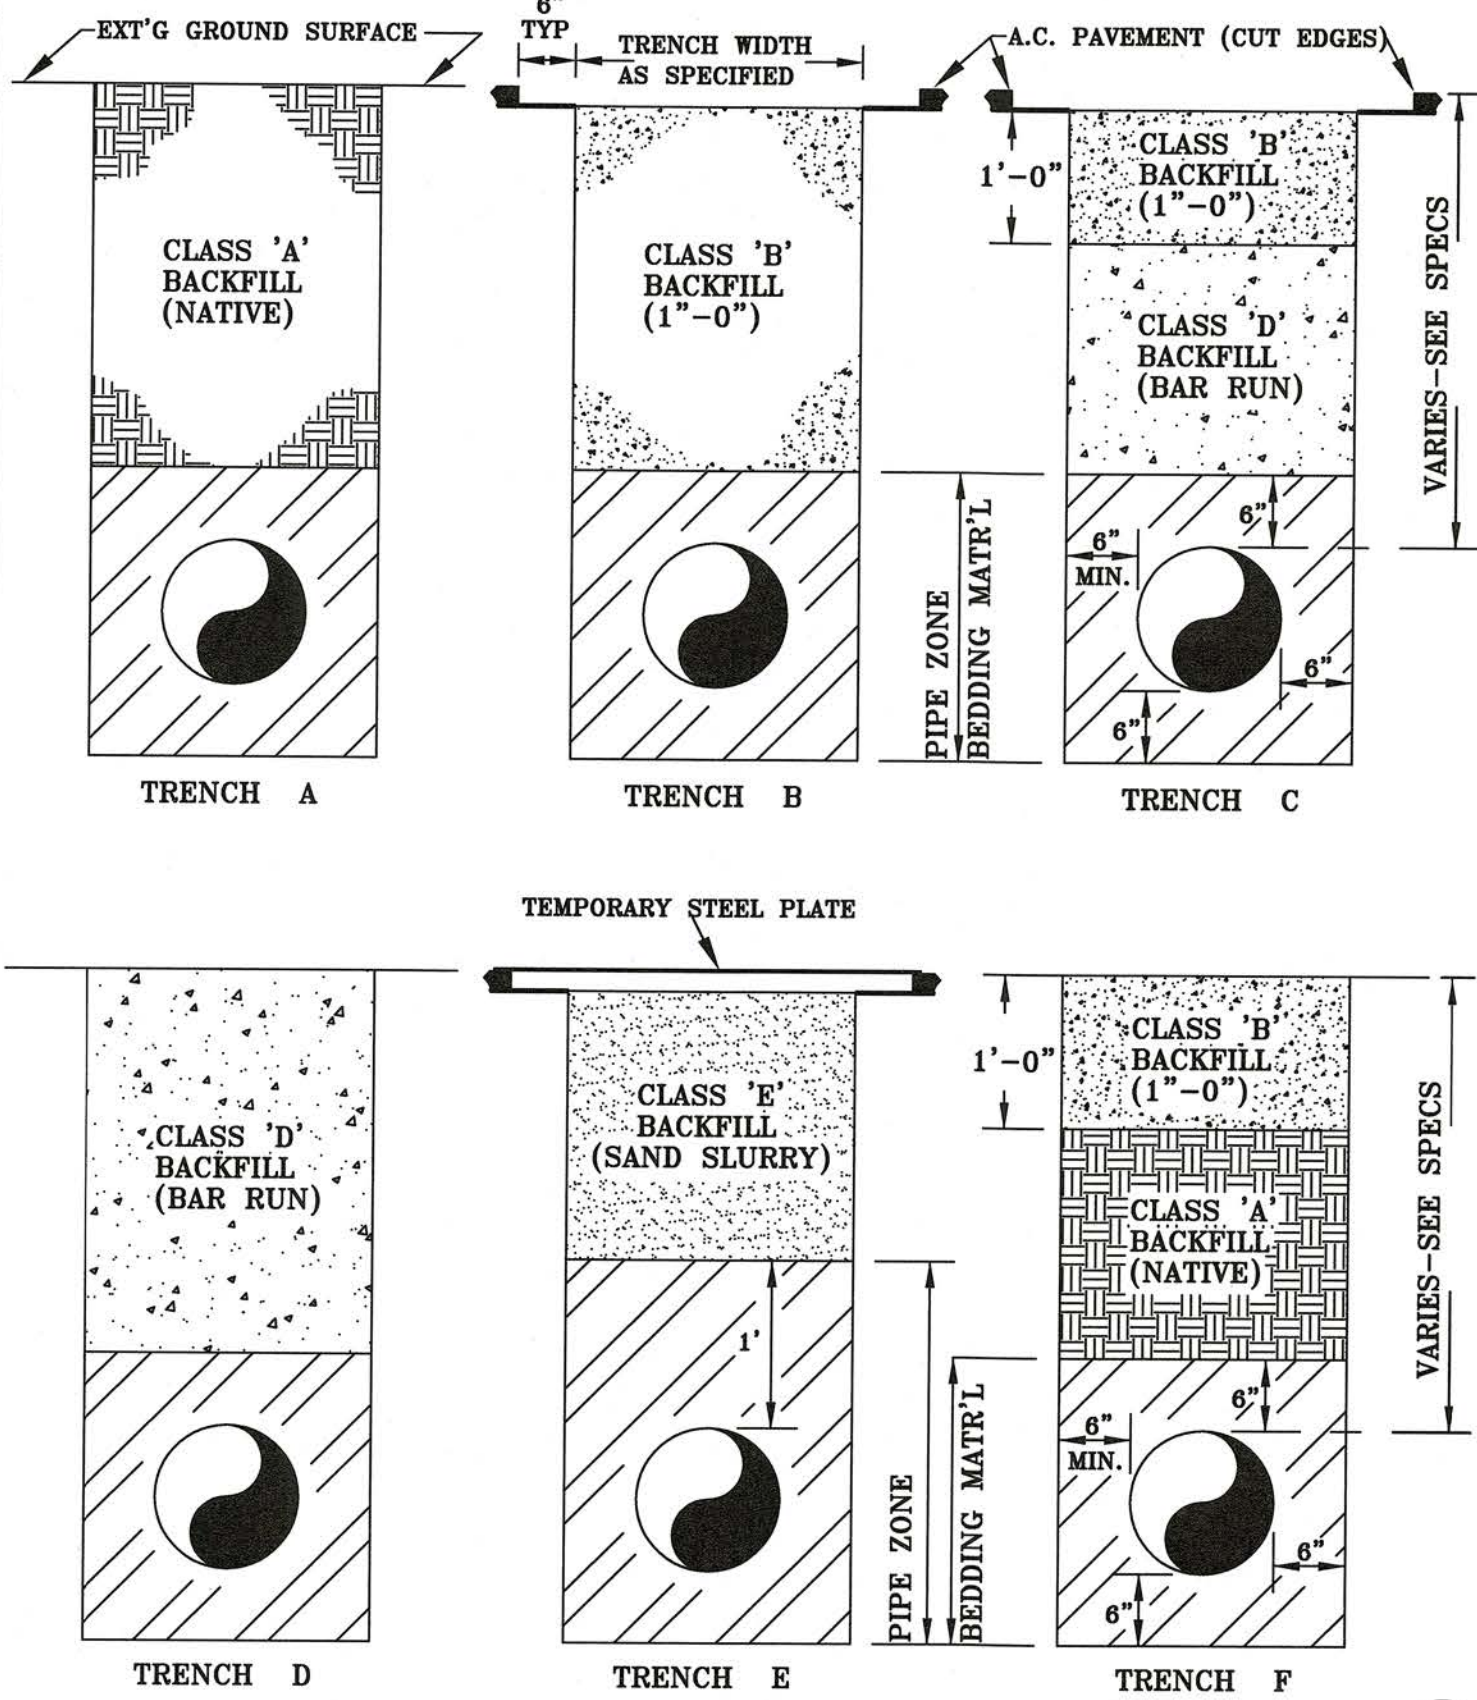 EXT'G GROUND SURFACE
6"
TYP
TRENCH WIDTH
AS SPECIFIED
A.C. PAVEMENT (CUT EDGES)
CLASS 'A'
BACKFILL
(NATIVE)
CLASS 'B'
BACKFILL
(1"-0")
1'-0"
CLASS 'B'
BACKFILL
(1"-0")
CLASS 'D'
BACKFILL
(BAR RUN)
VARIES-SEE SPECS
PIPE ZONE
BEDDING MATR'L
6"
6"
MIN.
6"
6"
TRENCH A
TRENCH B
TRENCH C
TEMPORARY STEEL PLATE
CLASS 'D'
BACKFILL
(BAR RUN)
CLASS 'E'
BACKFILL
(SAND SLURRY)
1'
1'-0"
CLASS 'B'
BACKFILL
(1"-0")
CLASS 'A'
BACKFILL
(NATIVE)
VARIES-SEE SPECS
PIPE ZONE
BEDDING MATR'L
6"
6"
MIN.
6"
6"
TRENCH D
TRENCH E
TRENCH F